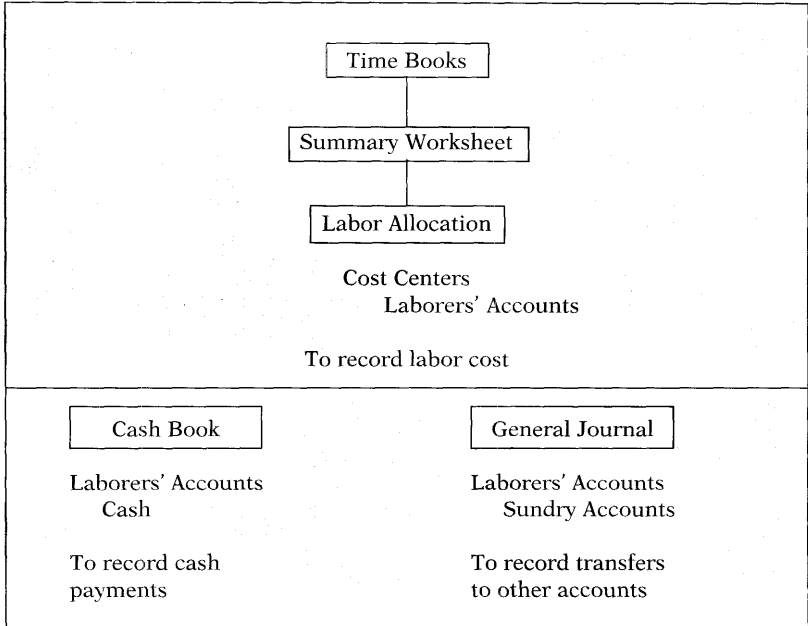 Time Books
Summary Worksheet
Labor Allocation
Cost Centers
Laborers' Accounts
To record labor cost
Cash Book
Laborers' Accounts
Cash
To record cash
payments
General Journal
Laborers' Accounts
Sundry Accounts
To record transfers
to other accounts